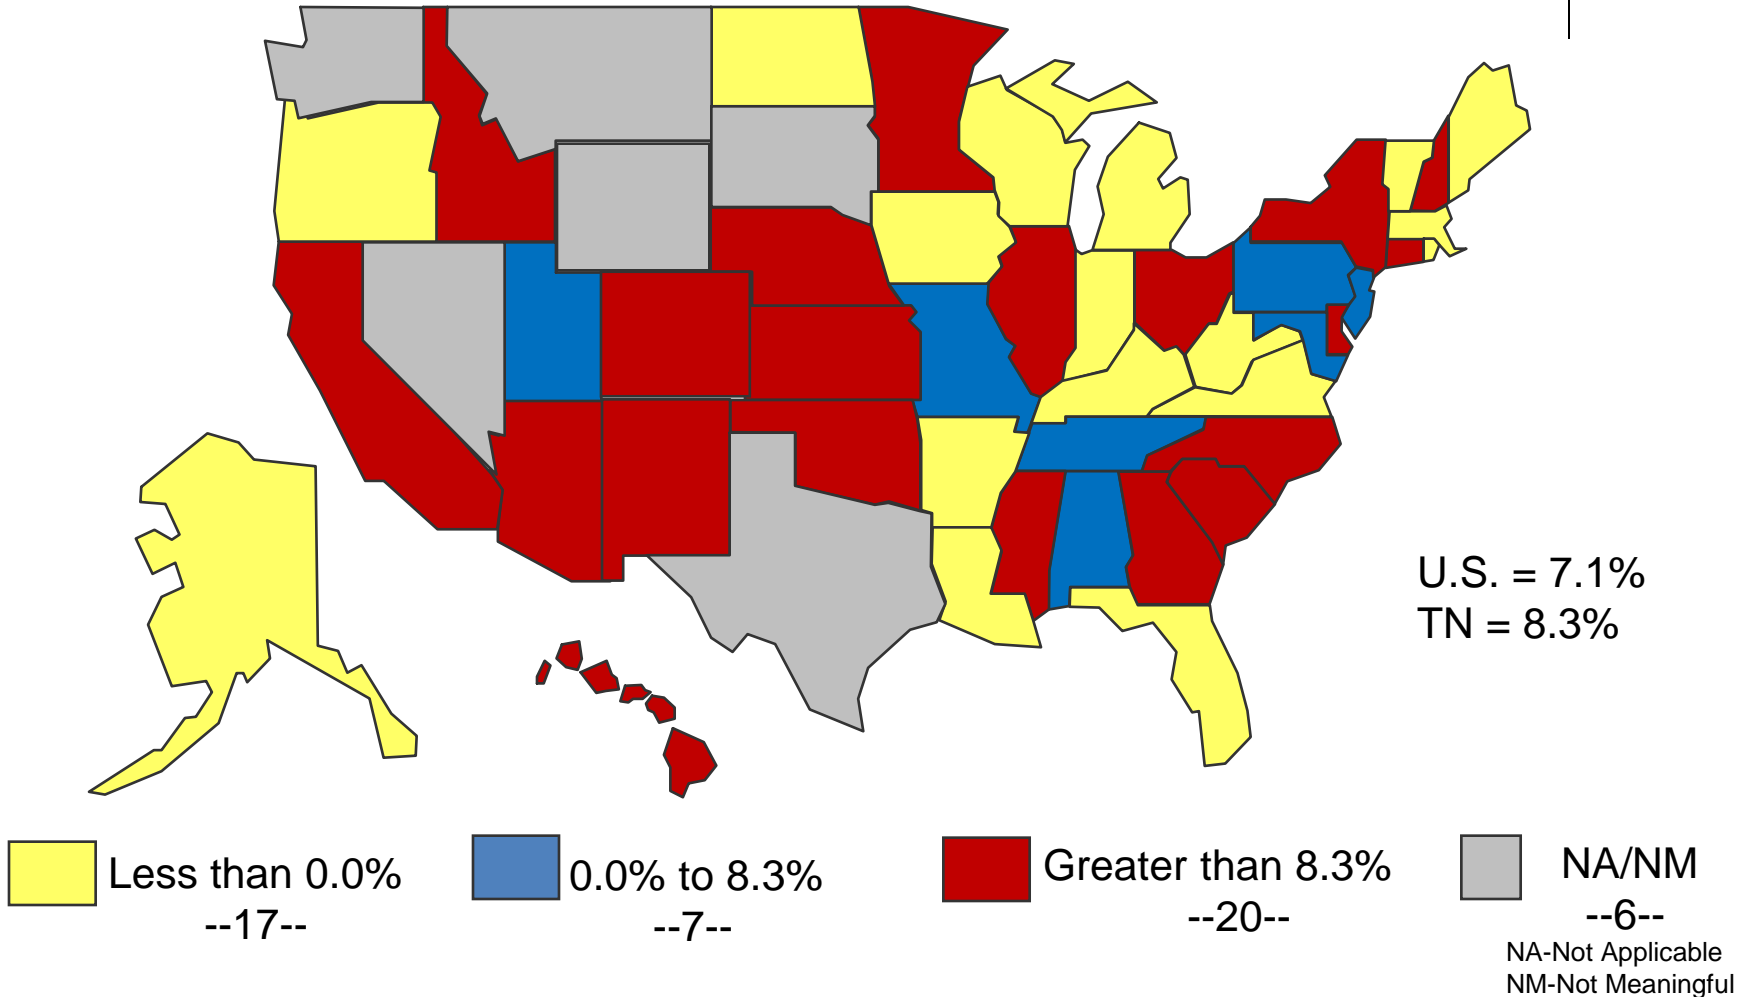 U.S. = 7.1%
TN = 8.3%
Less than 0.0%
--17--
0.0% to 8.3%
--7--
Greater than 8.3%
--20--
NA/NM
--6--
NA-Not Applicable
NM-Not Meaningful